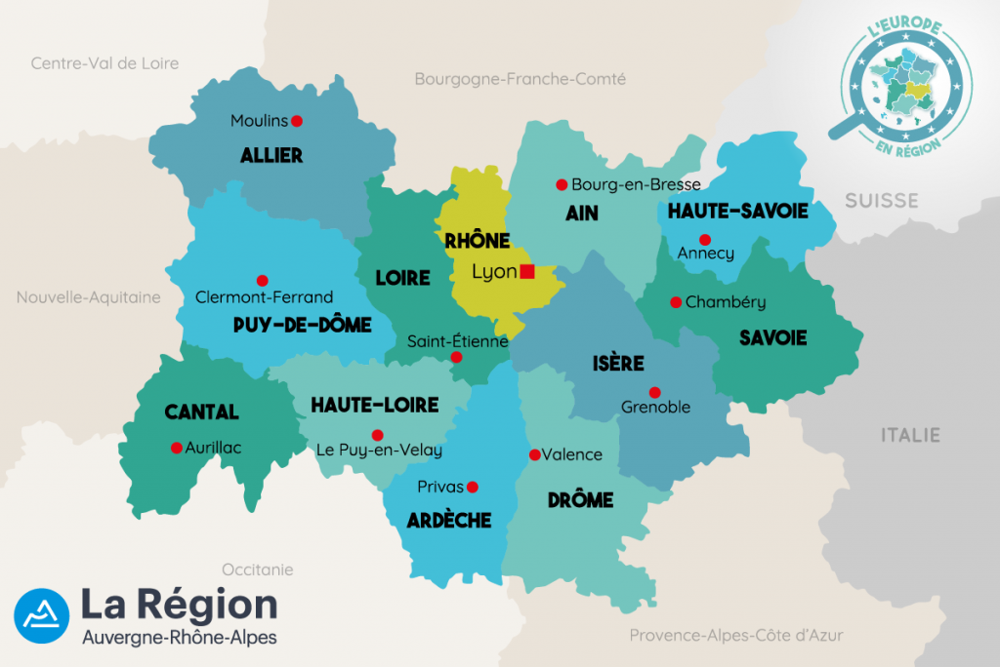 L'EUROPE
EN RÉGION
Centre-Val de Loire
Bourgogne-Franche-Comté
Moulins
ALLIER
Bourg-en-Bresse
AIN
HAUTE-SAVOIE
Annecy
SUISSE
RHÔNE
Lyon
LOIRE
Nouvelle-Aquitaine
Clermont-Ferrand
PUY-DE-DÔME
Chambéry
SAVOIE
Saint-Étienne
ISÈRE
Grenoble
CANTAL
Aurillac
HAUTE-LOIRE
Le Puy-en-Velay
ITALIE
Valence
DRÔME
Privas
ARDÈCHE
Occitanie
La Région
Auvergne-Rhône-Alpes
Provence-Alpes-Côte d'Azur